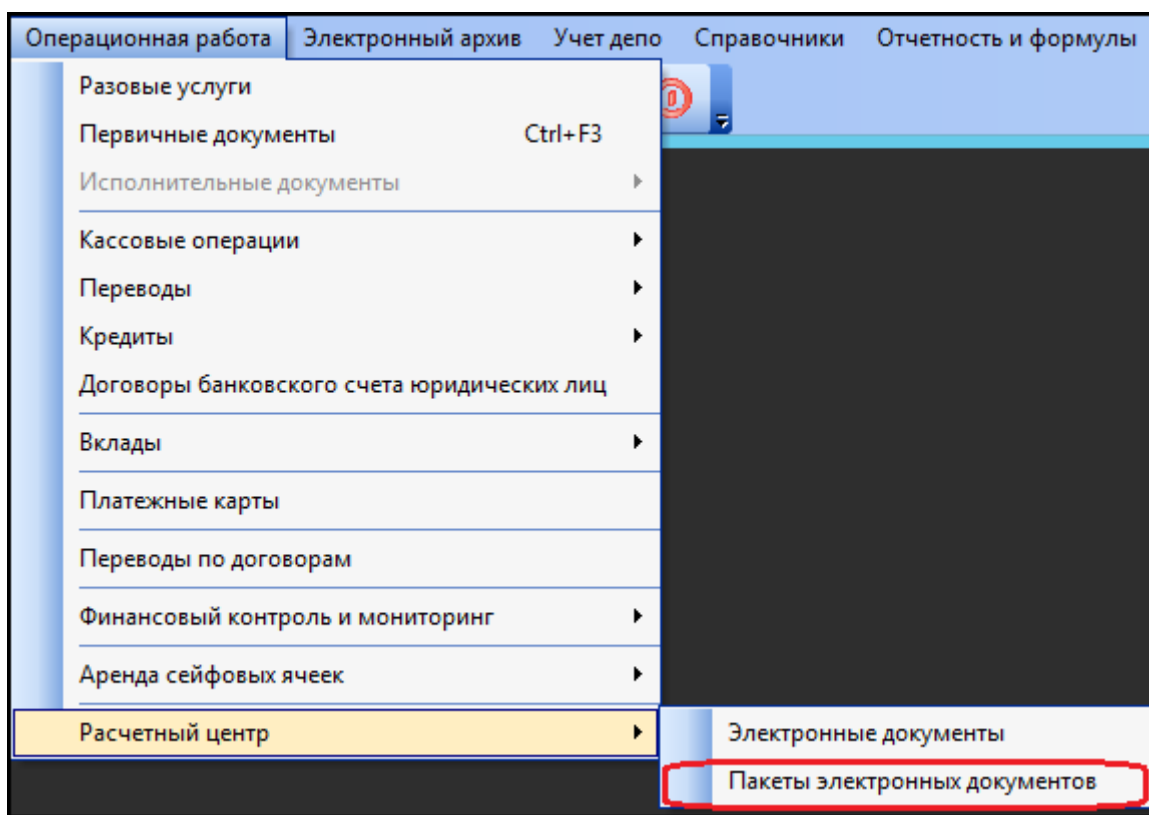 Операционная работа Электронный архив Учет депо Справочники Отчетность и формулы
Разовые услуги
Первичные документы Ctrl+F3
Исполнительные документы
Кассовые операции
Переводы
Кредиты
Договоры банковского счета юридических лиц
Вклады
Платежные карты
Переводы по договорам
Финансовый контроль и мониторинг
Аренда сейфовых ячеек
Расчетный центр
Электронные документы
Пакеты электронных документов